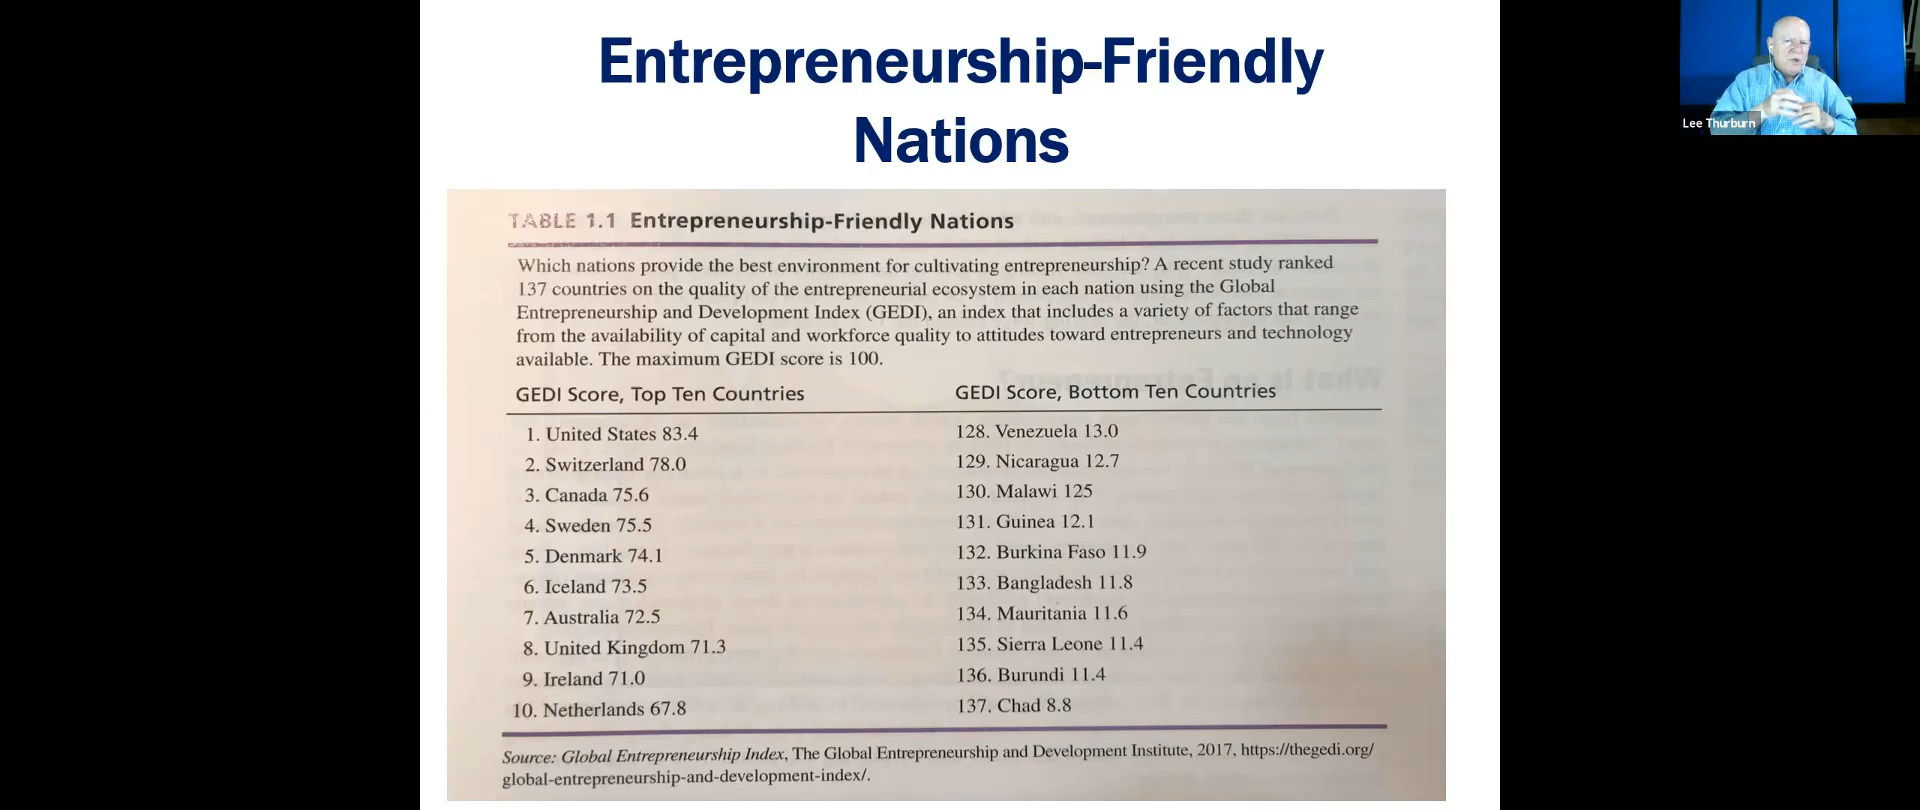 Entrepreneurship-Friendly
Nations
Lee Thurburn
TABLE 1.1 Entrepreneurship-Friendly Nations
Which nations provide the best environment for cultivating entrepreneurship? A recent study ranked
137 countries on the quality of the entrepreneurial ecosystem in each nation using the Global
Entrepreneurship and Development Index (GEDI), an index that includes a variety of factors that range
from the availability of capital and workforce quality to attitudes toward entrepreneurs and technology
available. The maximum GEDI score is 100.
GEDI Score, Top Ten Countries
1. United States 83.4
2. Switzerland 78.0
3. Canada 75.6
4. Sweden 75.5
5. Denmark 74.1
6. Iceland 73.5
7. Australia 72.5
8. United Kingdom 71.3
9. Ireland 71.0
10. Netherlands 67.8
GEDI Score, Bottom Ten Countries
128. Venezuela 13.0
129. Nicaragua 12.7
130. Malawi 125
131. Guinea 12.1
132. Burkina Faso 11.9
133. Bangladesh 11.8
134. Mauritania 11.6
135. Sierra Leone 11.4
136. Burundi 11.4
137. Chad 8.8
Source: Global Entrepreneurship Index, The Global Entrepreneurship and Development Institute, 2017, https://thegedi.org/
global-entrepreneurship-and-development-index/.